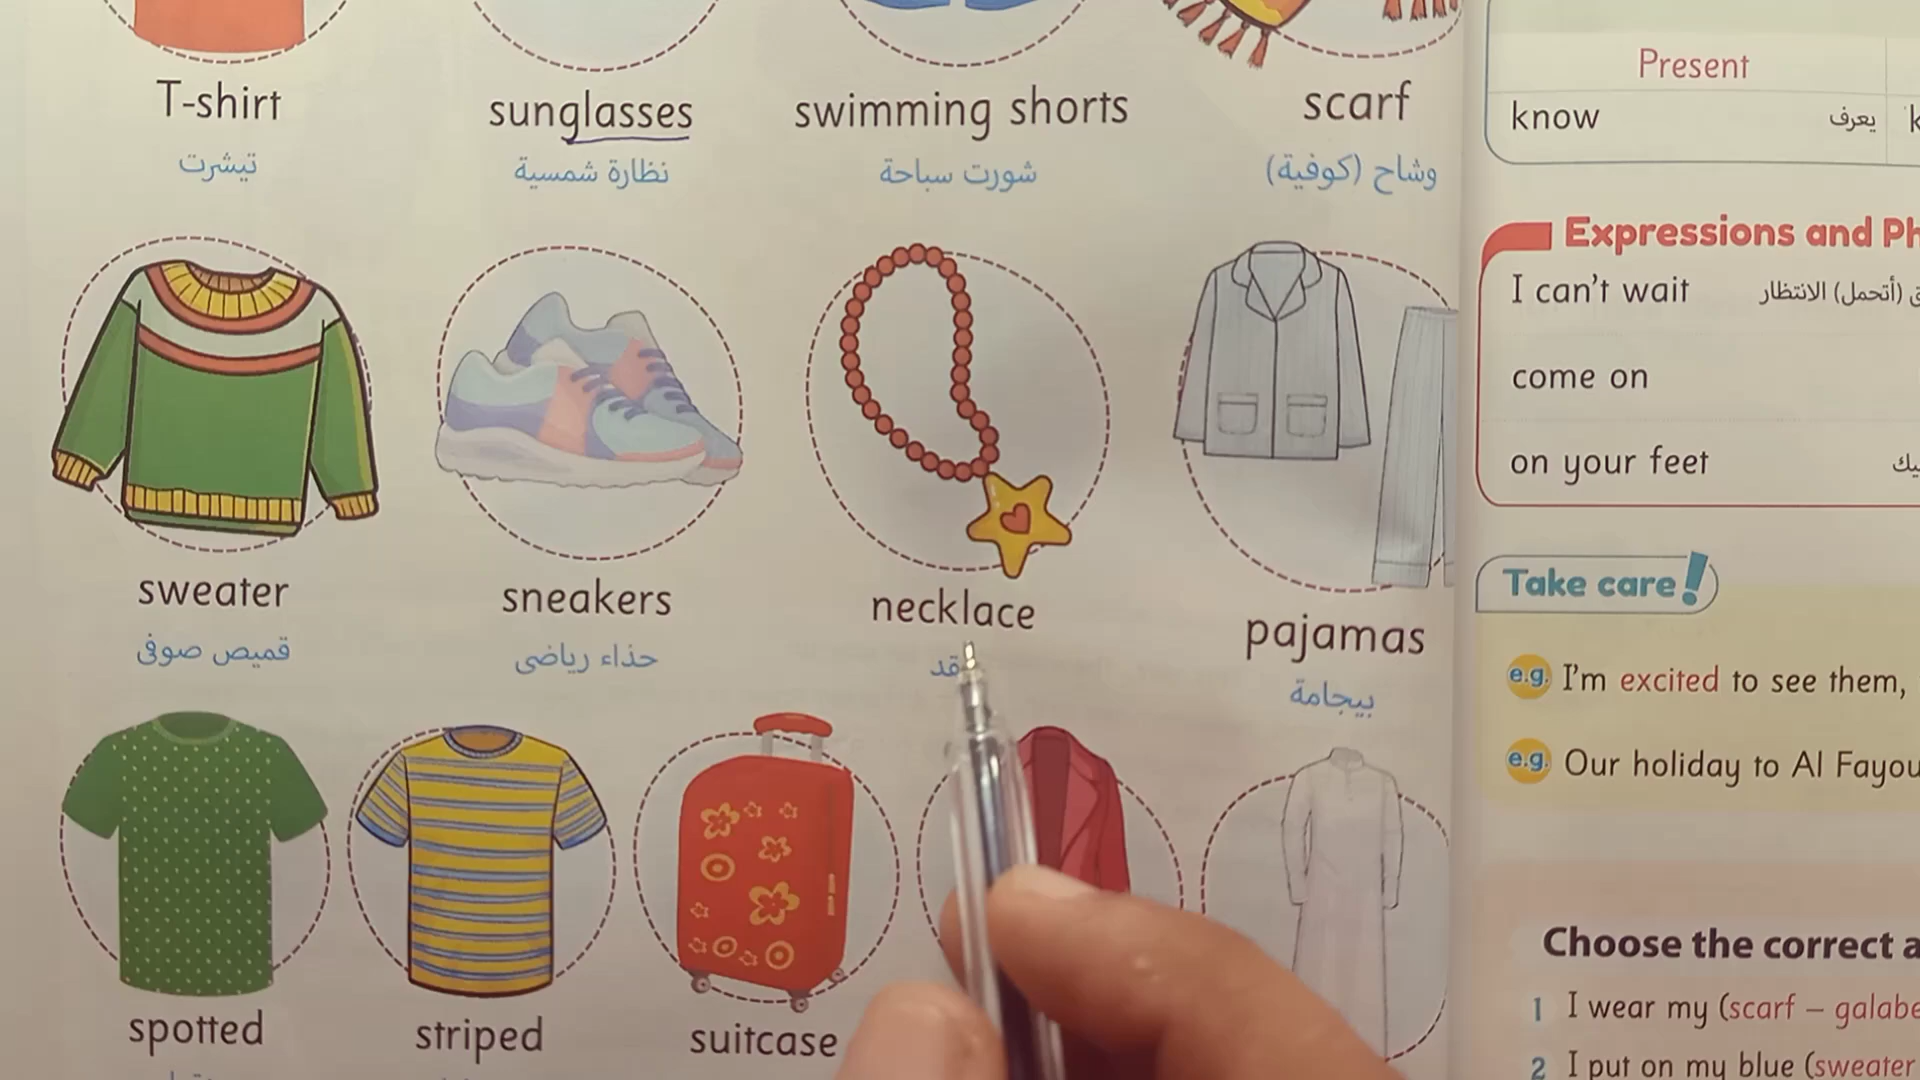 T-shirt
تيشرت
sunglasses
نظارة شمسية
swimming shorts
شورت سباحة
scarf
وشاح (كوفية)
sweater
قميص صوفى
sneakers
حذاء رياضى
necklace
pajamas
بيجامة
spotted
striped
suitcase
Present
know
يعرف
Expressions and
I can't wait
(أتحمل) الانتظار
come on
on your feet
Take care!
e.g. I'm excited to see them,
e.g. Our holiday to Al
Choose the correct
1 I wear my (scarf –
2 I put on my blue (sweater